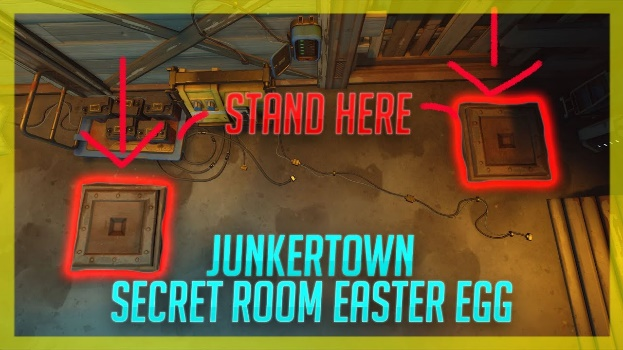 STAND HERE
JUNKERTOWN
SECRET ROOM EASTER EGG